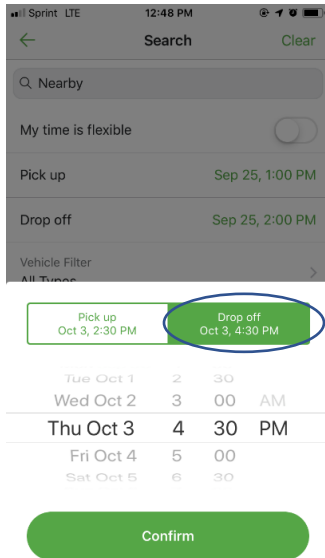 Sprint LTE 12:48 PM
Search Clear
Nearby
My time is flexible
Pick up Sep 25, 1:00 PM
Drop off Sep 25, 2:00 PM
Vehicle Filter
All Types
Pick up
Oct 3, 2:30 PM
Drop off
Oct 3, 4:30 PM
Tue Oct 1 2 30
Wed Oct 2 3 00 AM
Thu Oct 3 4 30 PM
Fri Oct 4 5 00
Sat Oct 5 6 30
Confirm